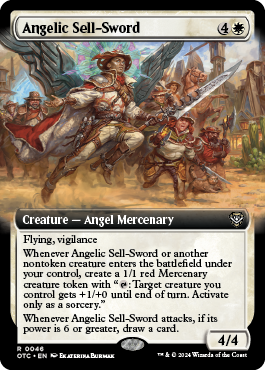 Angelic Sell-Sword 4
Creature — Angel Mercenary
Flying, vigilance
Whenever Angelic Sell-Sword or another
nontoken creature enters the battlefield under
your control, create a 1/1 red Mercenary
creature token with “: Target creature you
control gets +1/+0 until end of turn. Activate
only as a sorcery.”
Whenever Angelic Sell-Sword attacks, if
its power is 6 or greater, draw a card.
4/4
R 0046
OTC • EN Ekaterina Burmak ™ & © 2024 Wizards of the Coast